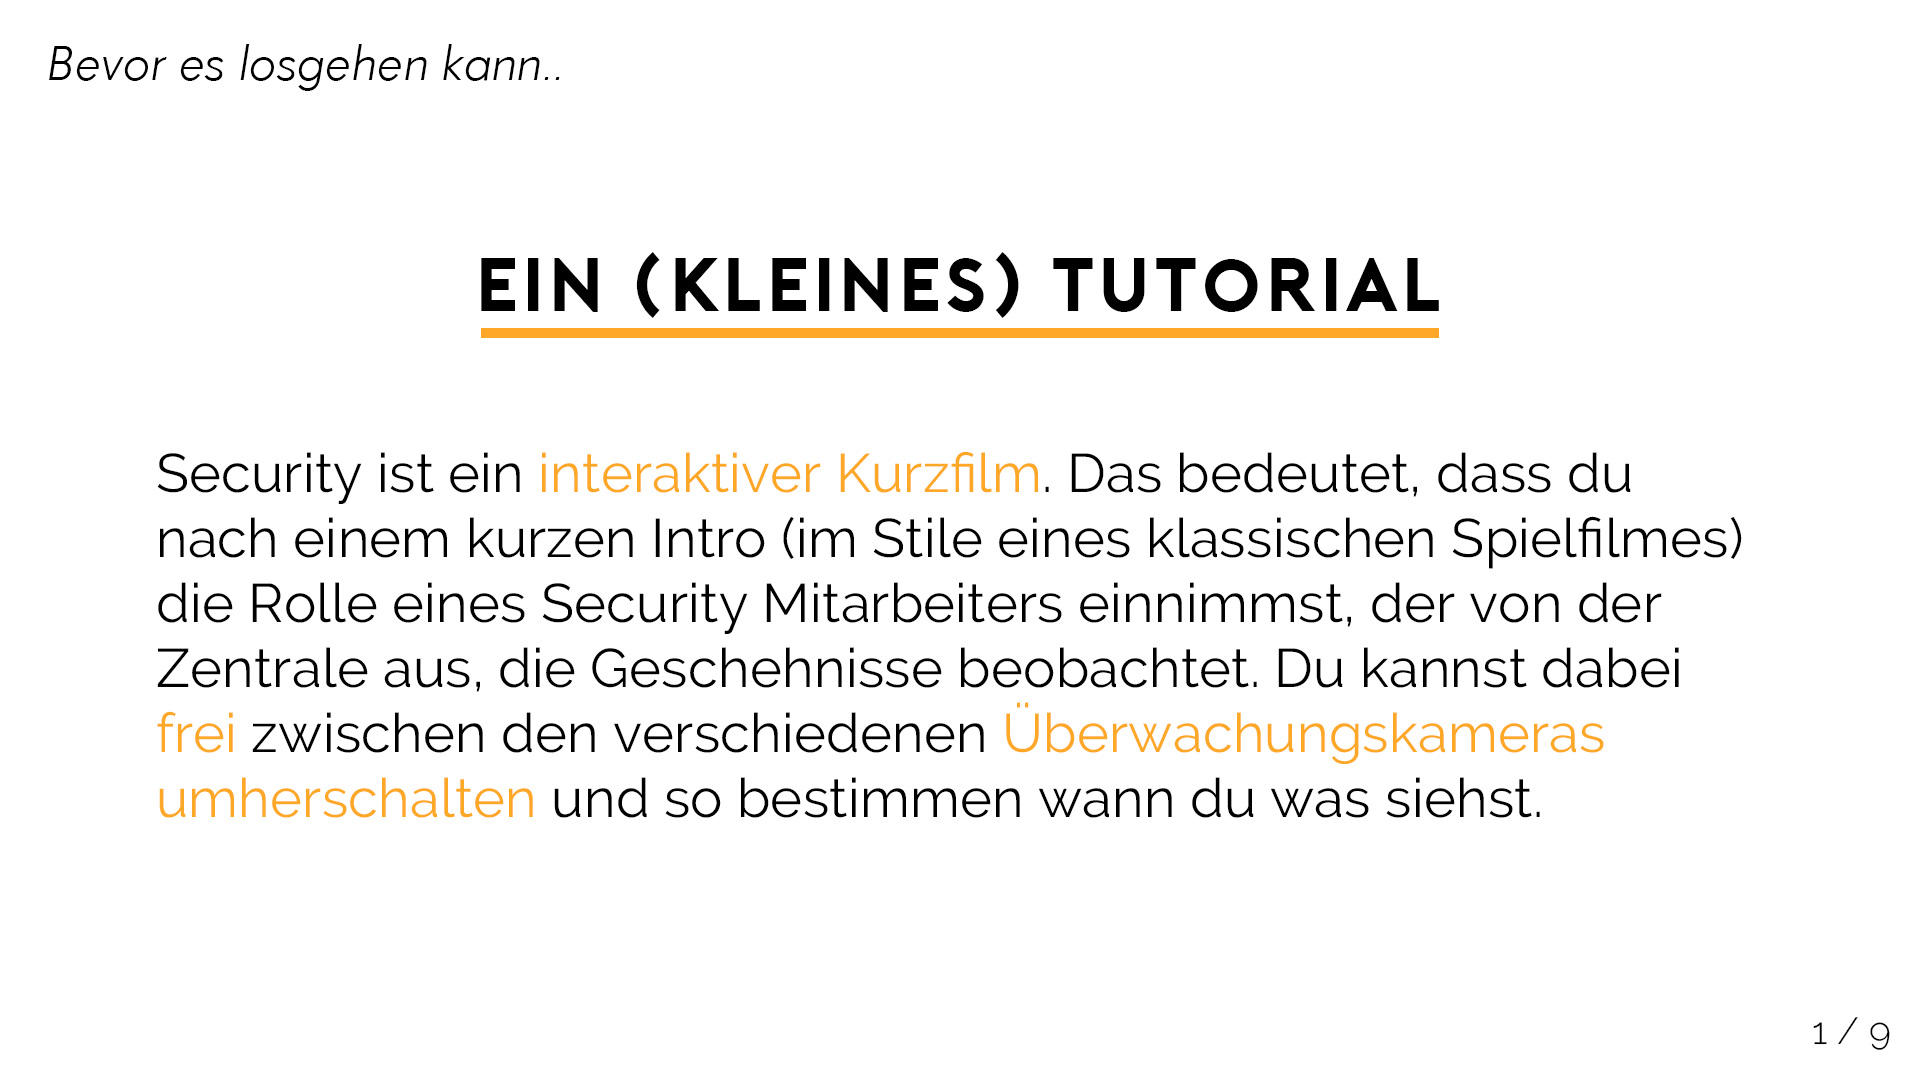 Bevor es losgehen kann..
EIN (KLEINES) TUTORIAL
Security ist ein interaktiver Kurzfilm. Das bedeutet, dass du
nach einem kurzen Intro (im Stile eines klassischen Spielfilmes)
die Rolle eines Security Mitarbeiters einnimmst, der von der
Zentrale aus, die Geschehnisse beobachtet. Du kannst dabei
frei zwischen den verschiedenen Überwachungskameras
umherschalten und so bestimmen wann du was siehst.
1 / 9